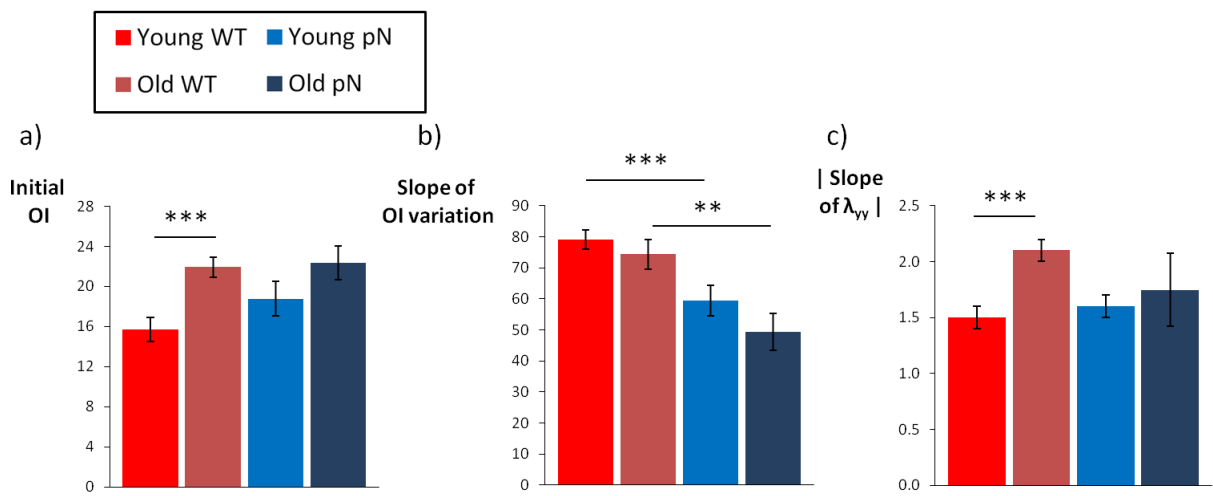 Young WT Young pN
Old WT Old pN
a)
Initial
OI
***
28
24
20
16
12
8
4
0
b)
Slope of
OI variation
***
**
90
80
70
60
50
40
30
20
10
0
c)
| Slope
of λyy |
***
2.5
2.0
1.5
1.0
0.5
0.0